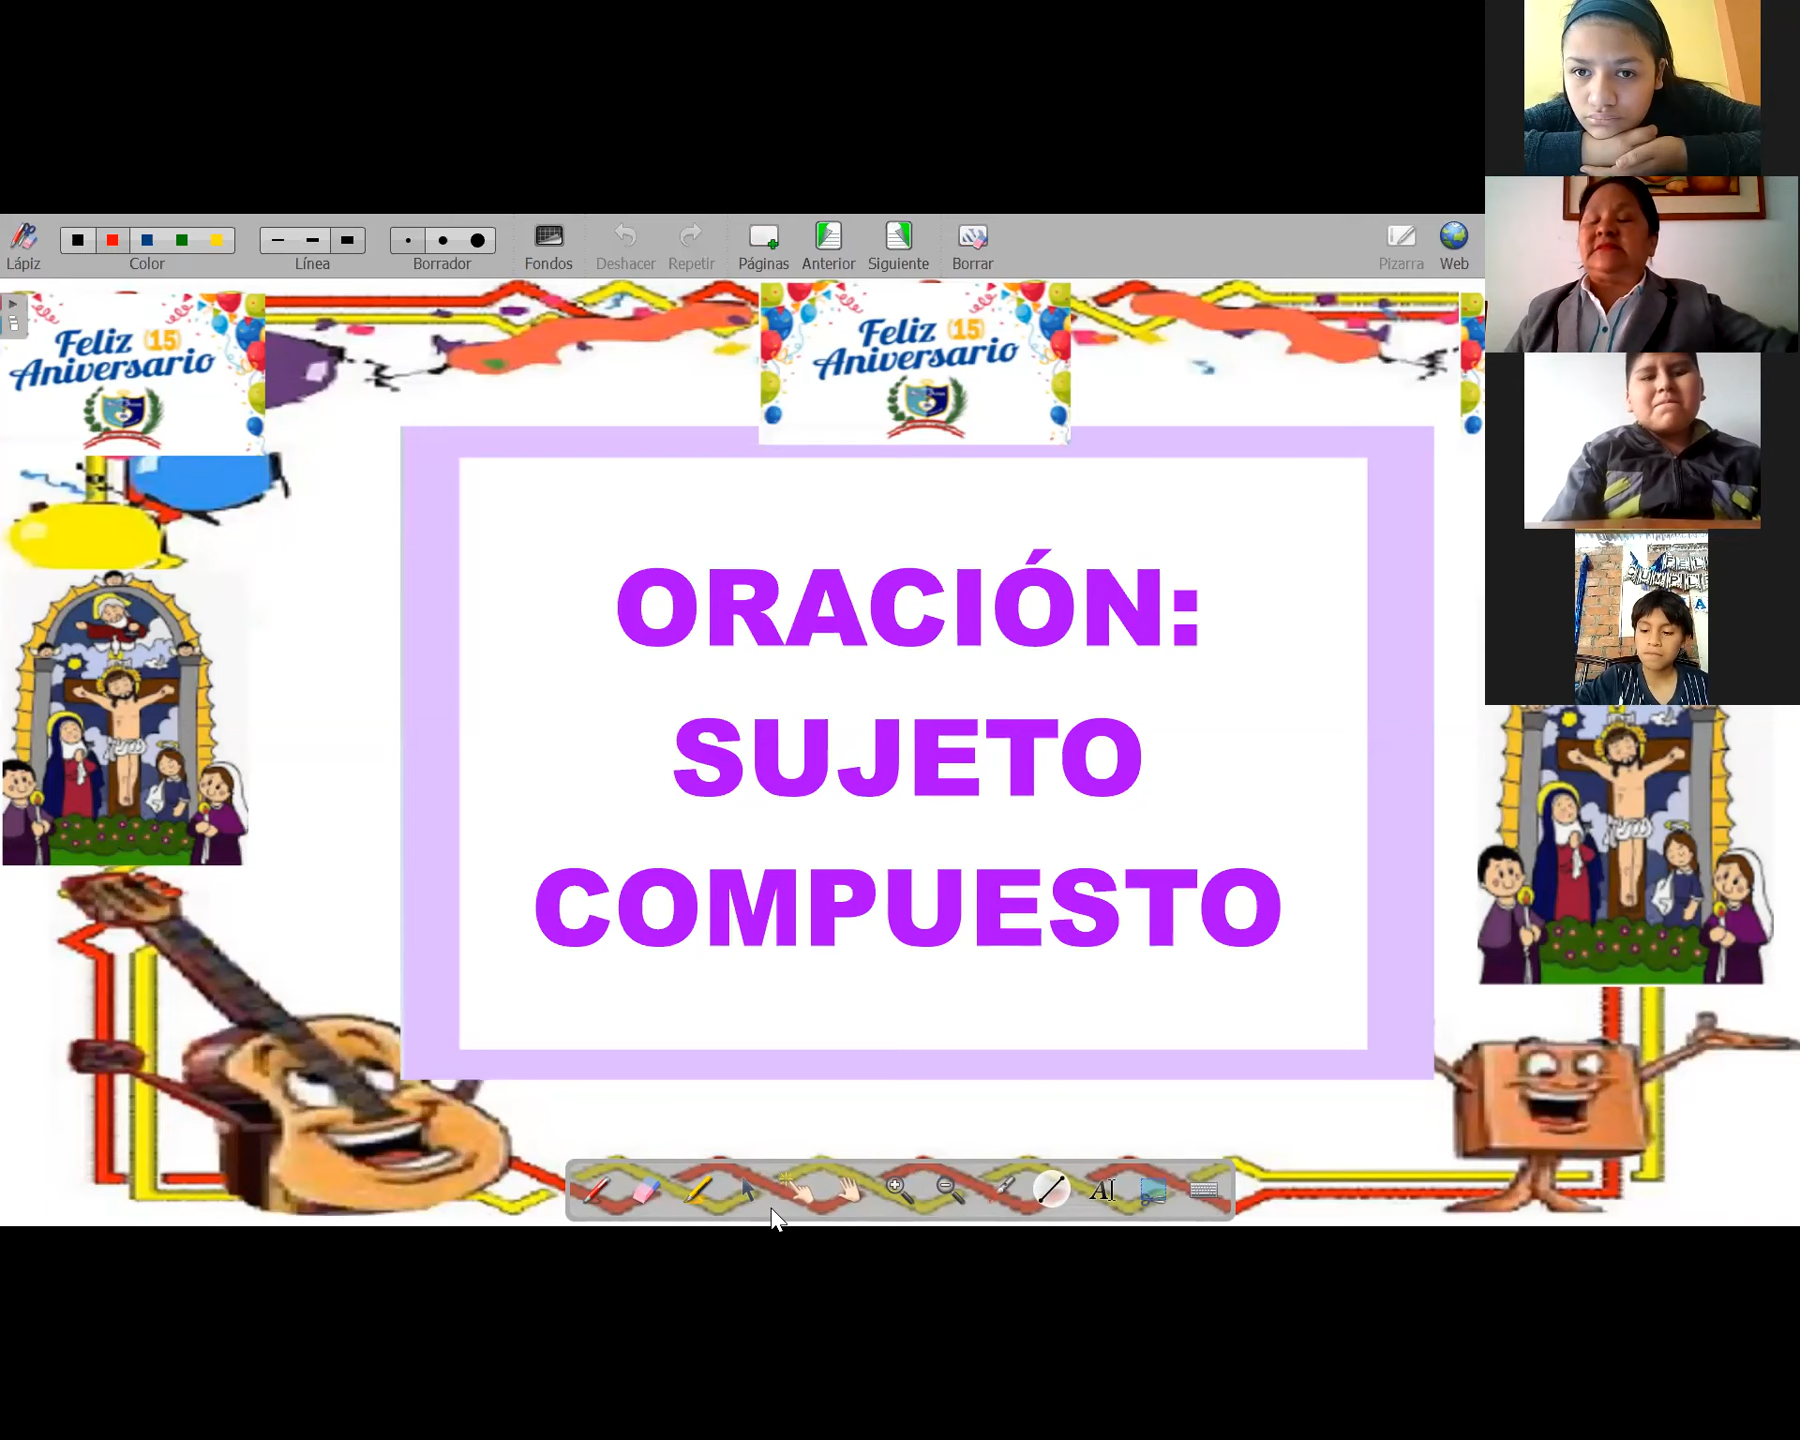 Lápiz
Color
Línea
Borrador
Fondos
Deshacer
Repetir
Páginas
Anterior
Siguiente
Borrar
Pizarra
Web
Feliz 15
Aniversario
Feliz 15
Aniversario
ORACIÓN:
SUJETO
COMPUESTO
AI